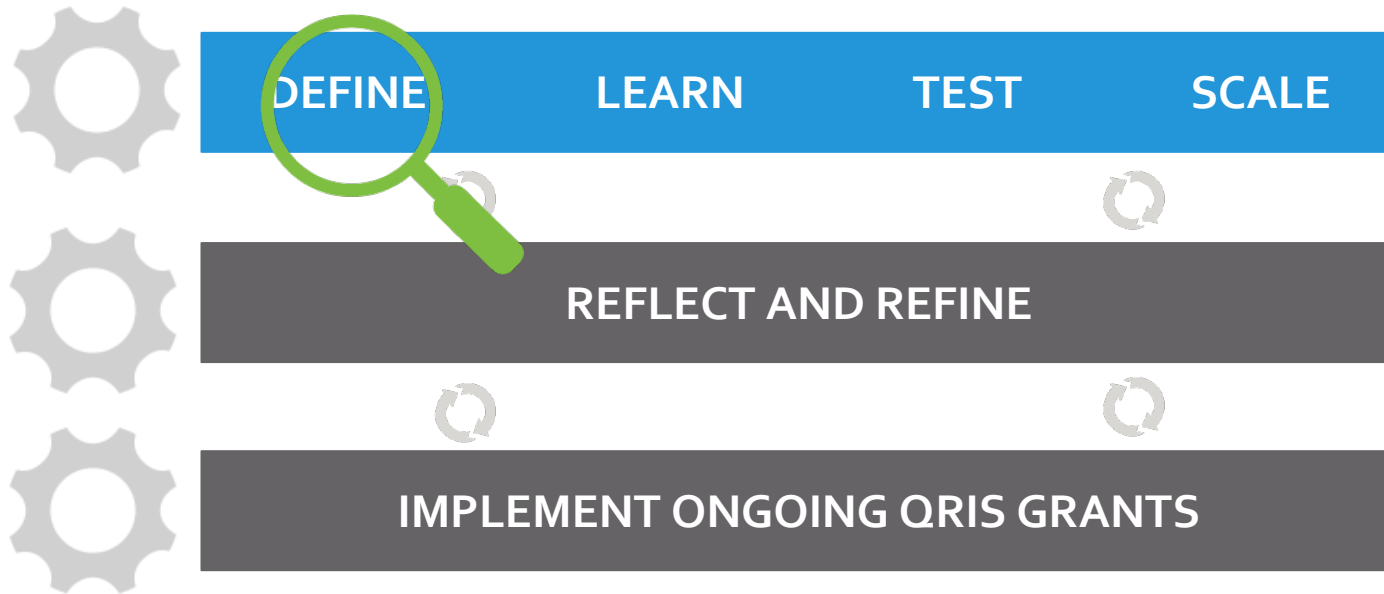 DEFINE LEARN TEST SCALE
REFLECT AND REFINE
IMPLEMENT ONGOING QRIS GRANTS